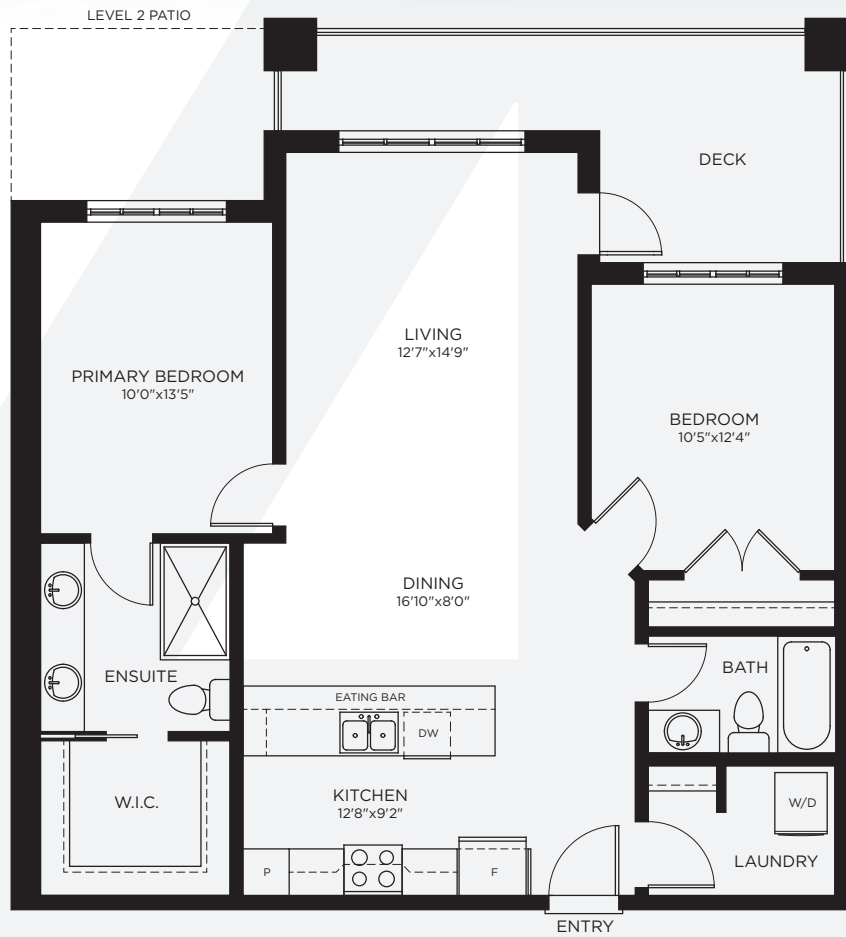 LEVEL 2 PATIO
DECK
LIVING
12'7"x14'9"
PRIMARY BEDROOM
10'0"x13'5"
BEDROOM
10'5"x12'4"
DINING
16'10"x8'0"
ENSUITE
BATH
EATING BAR
DW
W.I.C.
KITCHEN
12'8"x9'2"
W/D
LAUNDRY
P
F
ENTRY